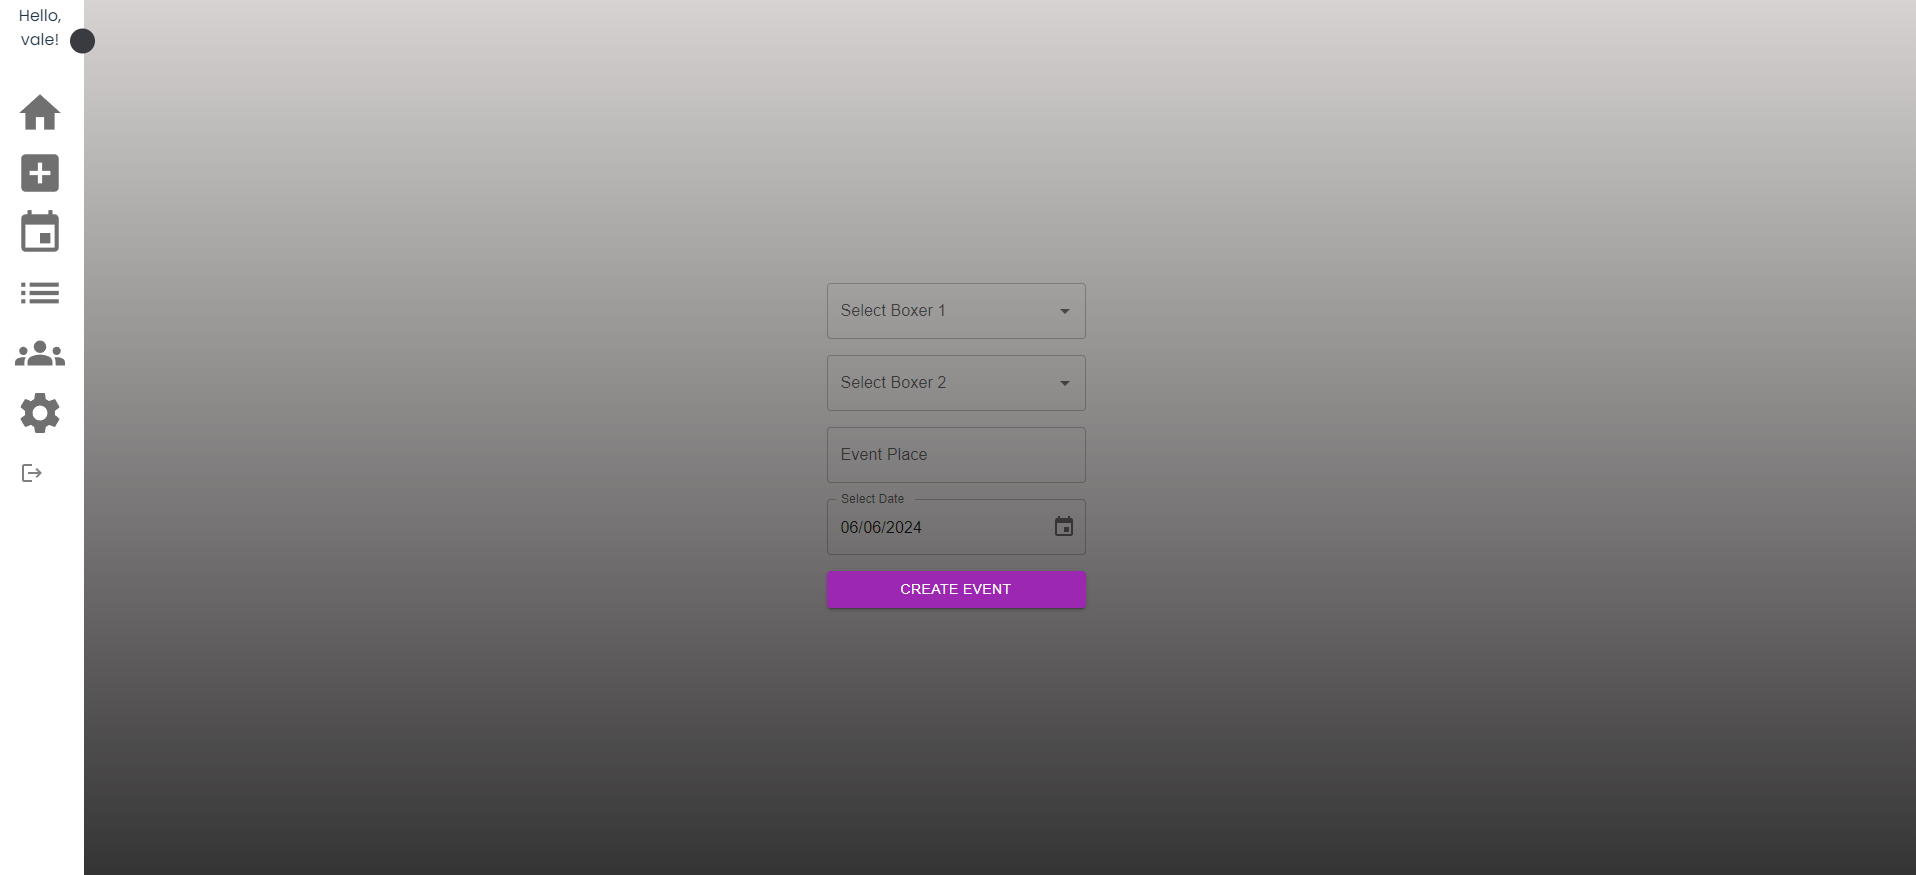 Hello,
vale!
Select Boxer 1
Select Boxer 2
Event Place
Select Date
06/06/2024
CREATE EVENT